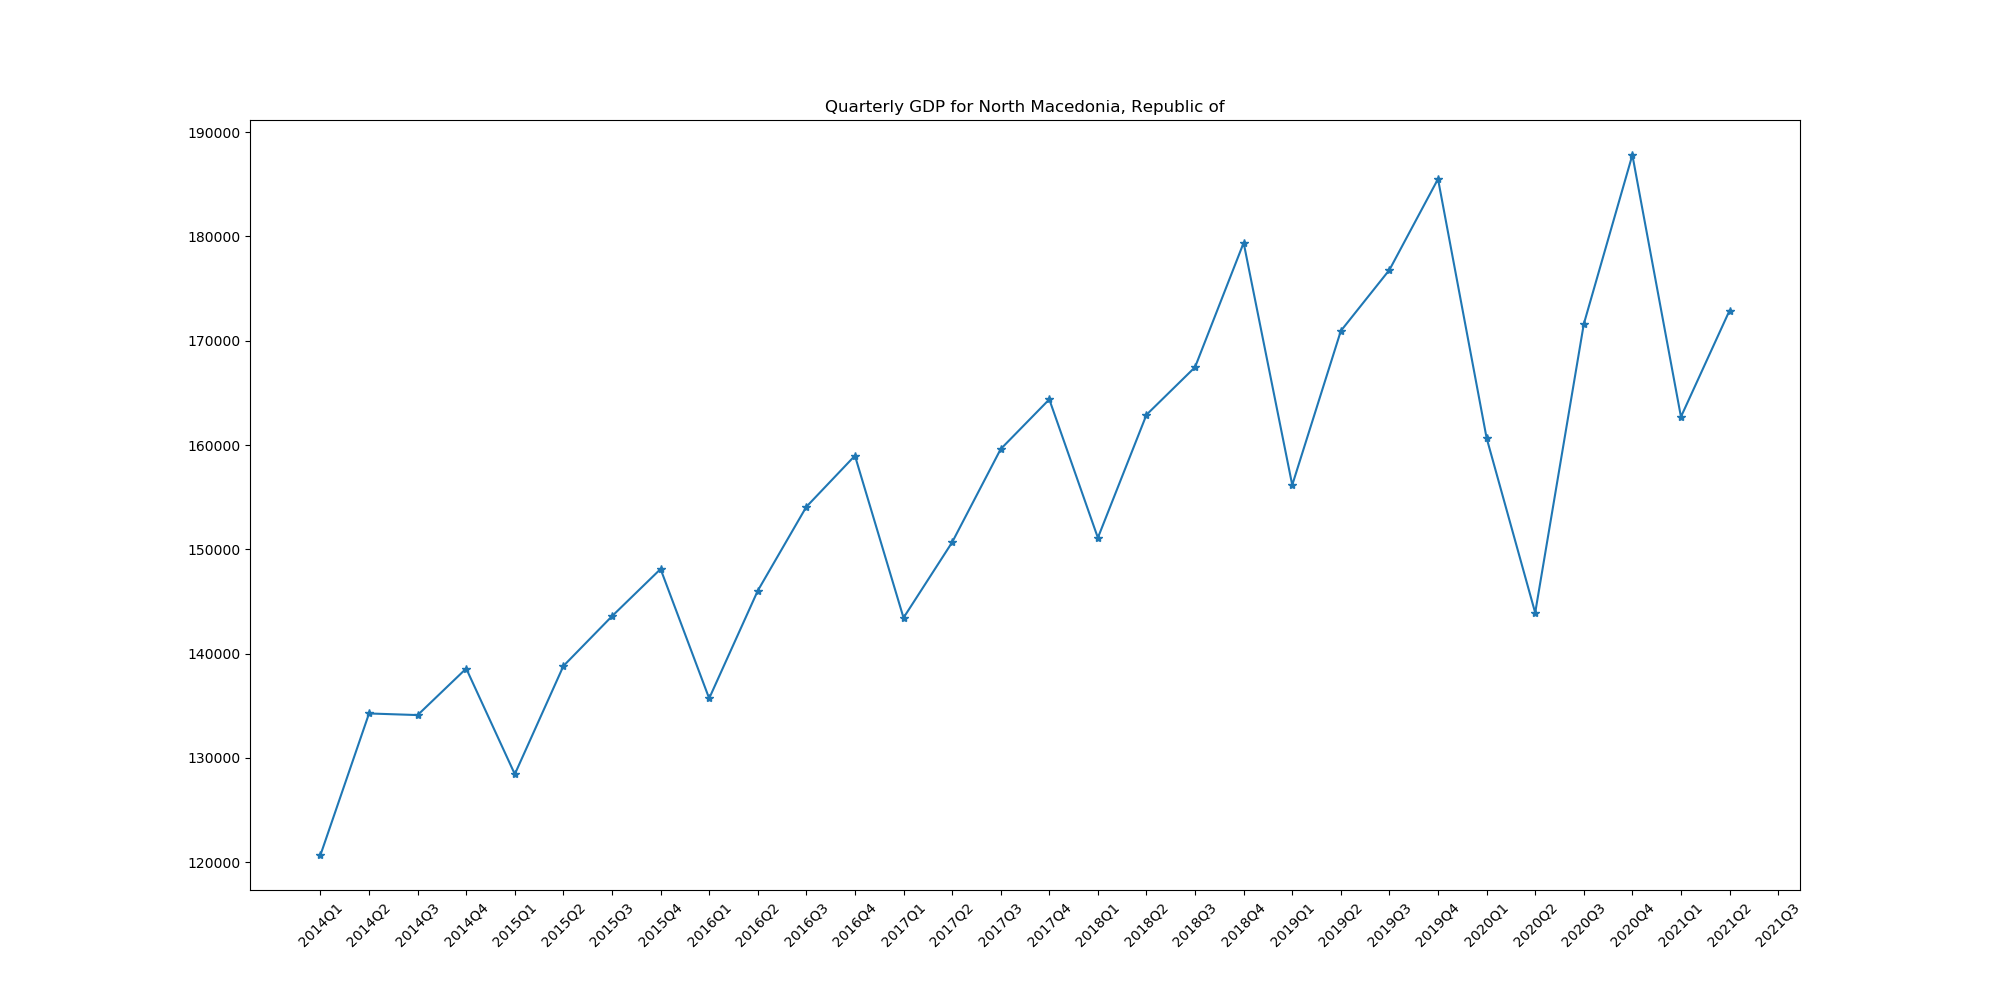 Quarterly GDP for North Macedonia, Republic of
190000
180000
170000
160000
150000
140000
130000
120000
2014Q1
2014Q2
2014Q3
2014Q4
2015Q1
2015Q2
2015Q3
2015Q4
2016Q1
2016Q2
2016Q3
2016Q4
2017Q1
2017Q2
2017Q3
2017Q4
2018Q1
2018Q2
2018Q3
2018Q4
2019Q1
2019Q2
2019Q3
2019Q4
2020Q1
2020Q2
2020Q3
2020Q4
2021Q1
2021Q2
2021Q3